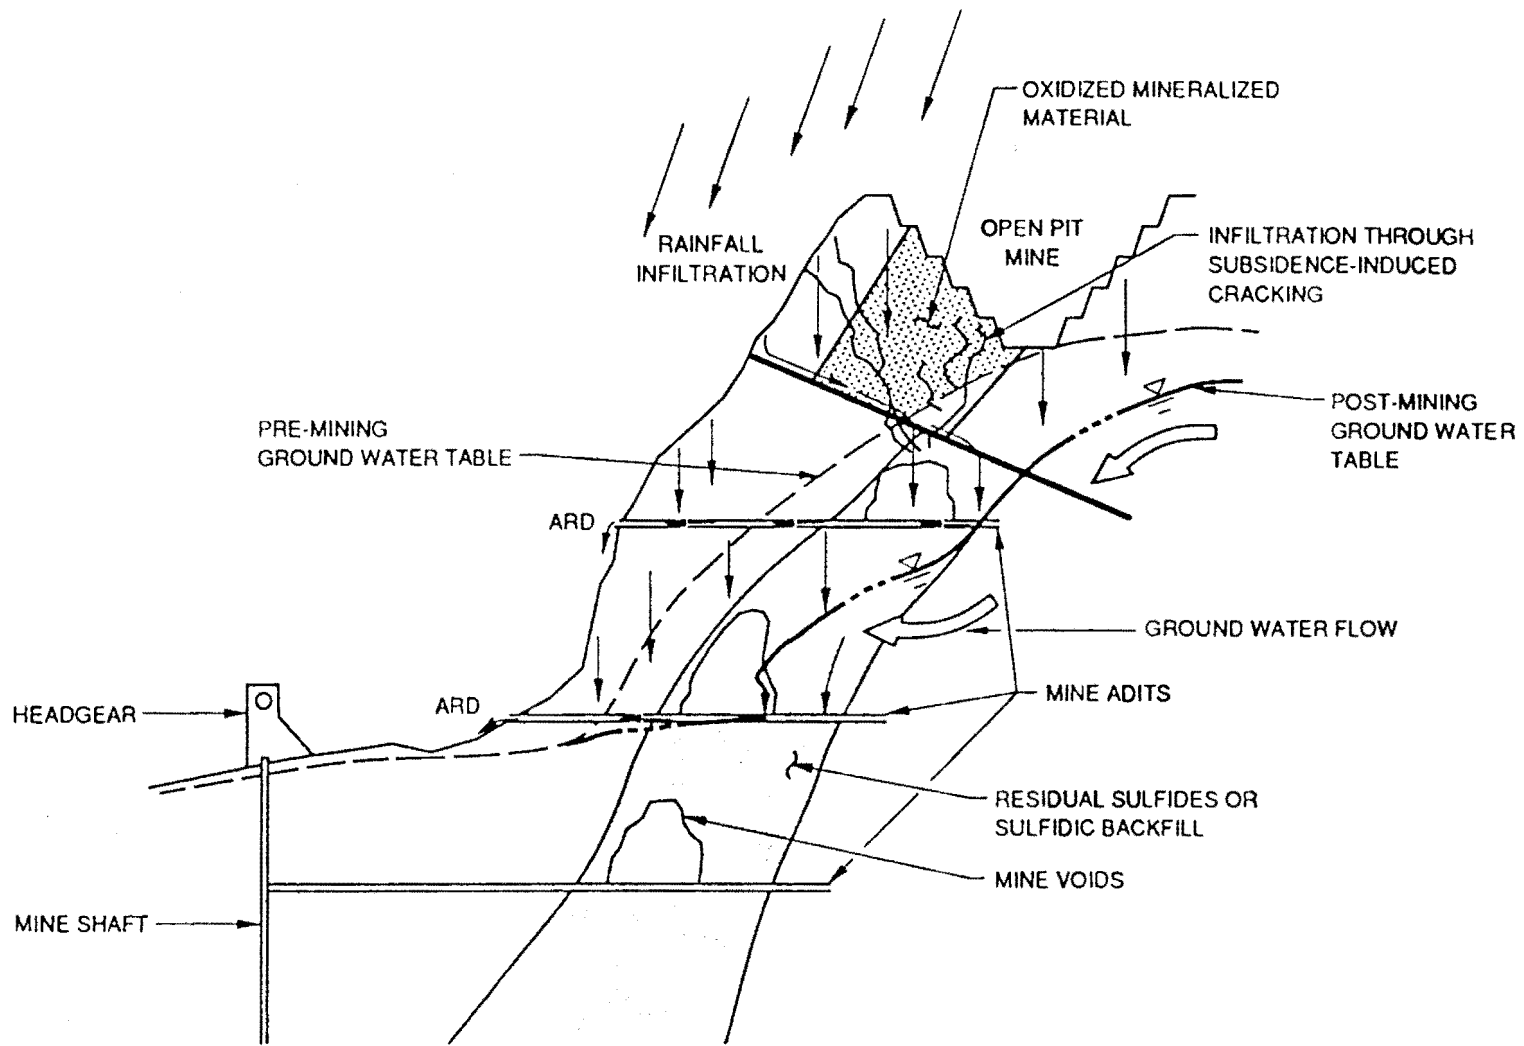 OXIDIZED MINERALIZED
MATERIAL
OPEN PIT
MINE
RAINFALL
INFILTRATION
INFILTRATION THROUGH
SUBSIDENCE-INDUCED
CRACKING
PRE-MINING
GROUND WATER TABLE
POST-MINING
GROUND WATER
TABLE
ARD
GROUND WATER FLOW
ARD
MINE ADITS
HEADGEAR
RESIDUAL SULFIDES OR
SULFIDIC BACKFILL
MINE VOIDS
MINE SHAFT